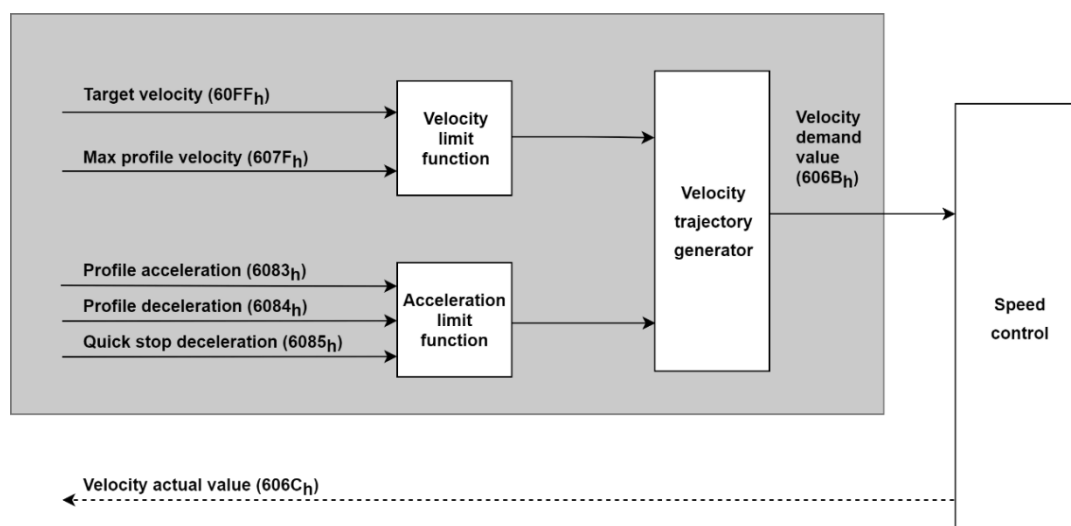 Target velocity (60FFh)
Max profile velocity (607Fh)
Velocity
limit
function
Velocity
demand
value
(606Bh)
Velocity
trajectory
generator
Profile acceleration (6083h)
Profile deceleration (6084h)
Quick stop deceleration (6085h)
Acceleration
limit
function
Speed
control
Velocity actual value (606Ch)